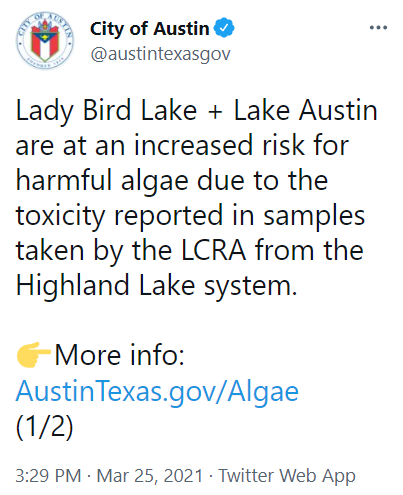 City of Austin
@austintexasgov
Lady Bird Lake + Lake Austin
are at an increased risk for
harmful algae due to the
toxicity reported in samples
taken by the LCRA from the
Highland Lake system.
👉More info:
AustinTexas.gov/Algae
(1/2)
3:29 PM · Mar 25, 2021 · Twitter Web App